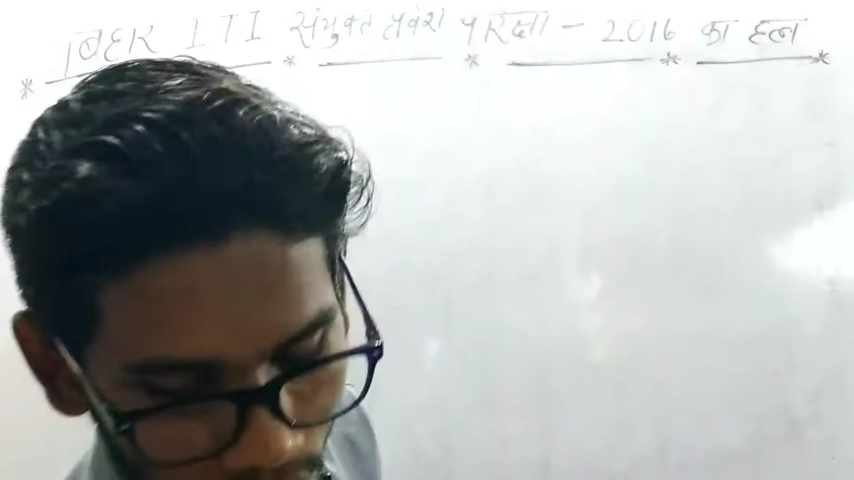 बिहार ITI संयुक्त प्रवेश परिक्षा - 2016 का हल